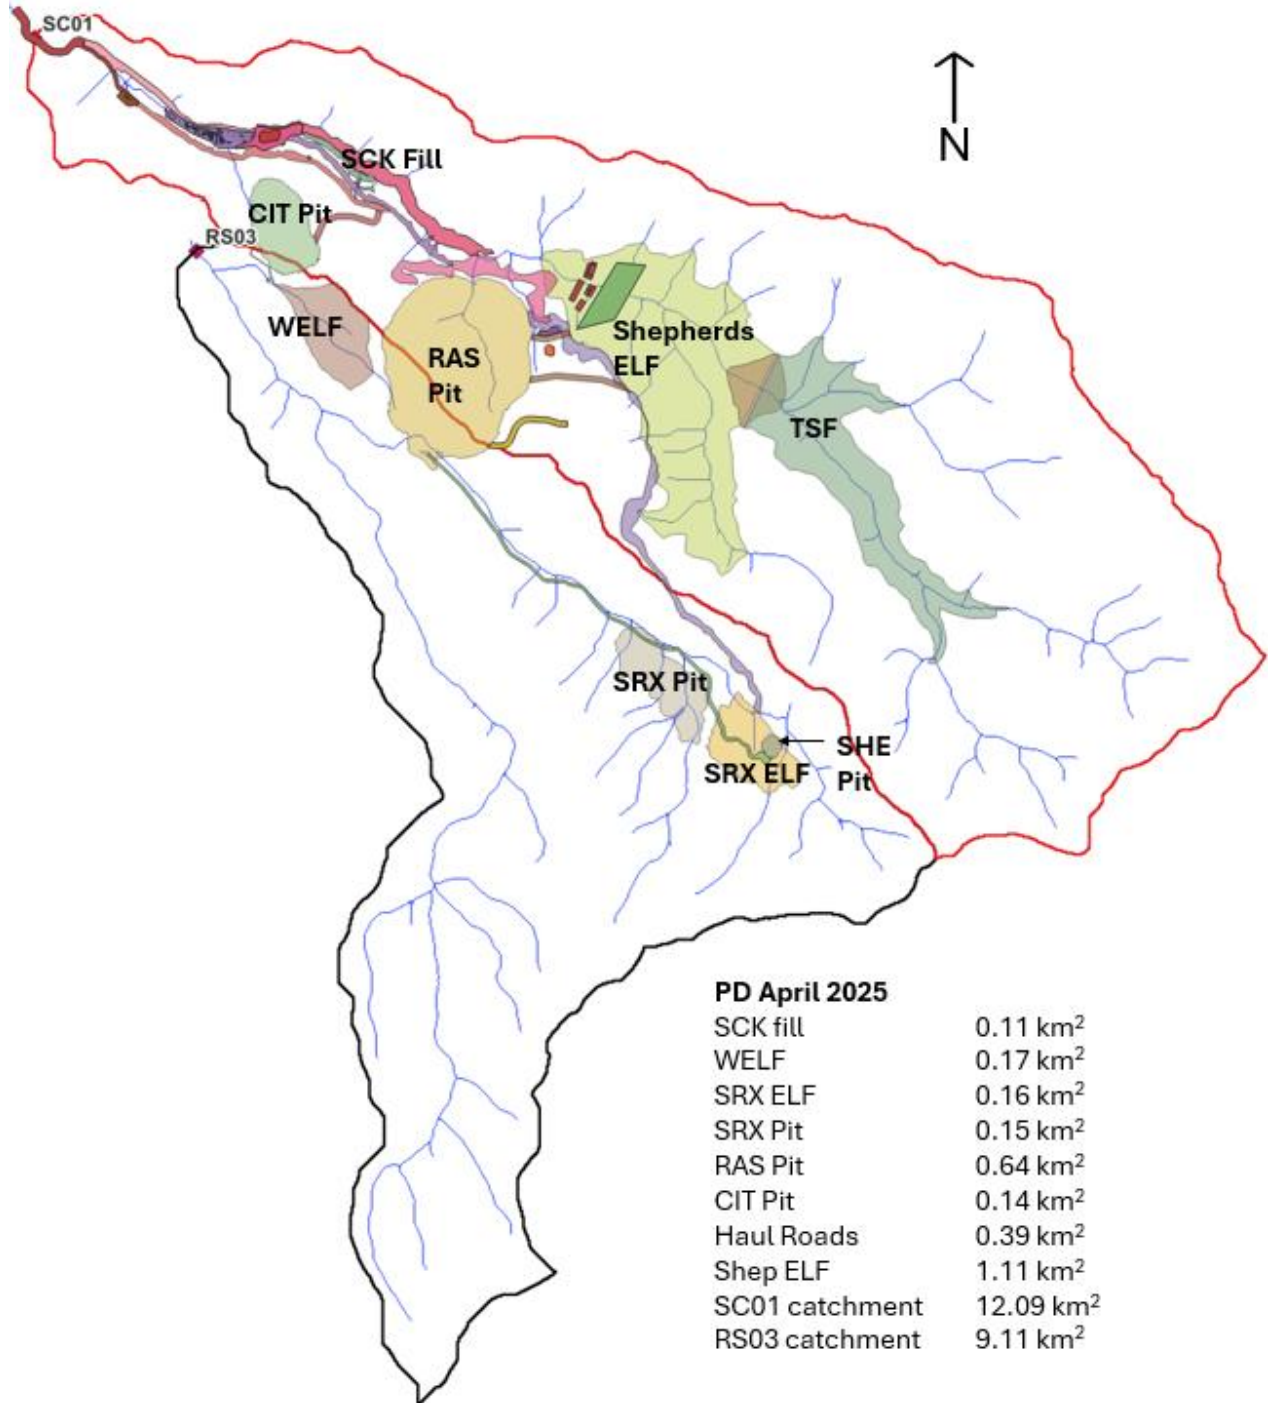 SC01
N
SCK Fill
CIT Pit
RS03
WELF
RAS
Pit
Shepherds
ELF
TSF
SRX Pit
SHE
Pit
SRX ELF
PD April 2025
SCK fill 0.11 km²
WELF 0.17 km²
SRX ELF 0.16 km²
SRX Pit 0.15 km²
RAS Pit 0.64 km²
CIT Pit 0.14 km²
Haul Roads 0.39 km²
Shep ELF 1.11 km²
SC01 catchment 12.09 km²
RS03 catchment 9.11 km²